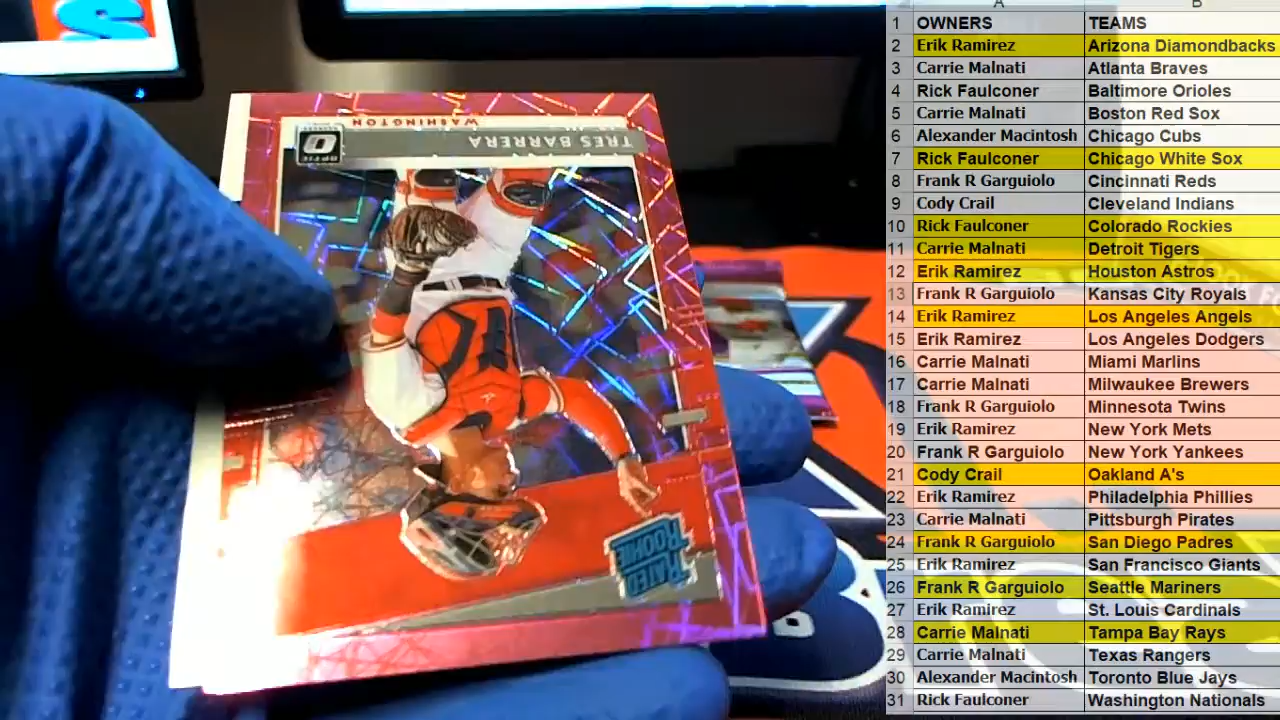 A B
1 OWNERS TEAMS
2 Erik Ramirez Arizona Diamondbacks
3 Carrie Malnati Atlanta Braves
4 Rick Faulconer Baltimore Orioles
5 Carrie Malnati Boston Red Sox
6 Alexander Macintosh Chicago Cubs
7 Rick Faulconer Chicago White Sox
8 Frank R Garguiolo Cincinnati Reds
9 Cody Crail Cleveland Indians
10 Rick Faulconer Colorado Rockies
11 Carrie Malnati Detroit Tigers
12 Erik Ramirez Houston Astros
13 Frank R Garguiolo Kansas City Royals
14 Erik Ramirez Los Angeles Angels
15 Erik Ramirez Los Angeles Dodgers
16 Carrie Malnati Miami Marlins
17 Carrie Malnati Milwaukee Brewers
18 Frank R Garguiolo Minnesota Twins
19 Erik Ramirez New York Mets
20 Frank R Garguiolo New York Yankees
21 Cody Crail Oakland A's
22 Erik Ramirez Philadelphia Phillies
23 Carrie Malnati Pittsburgh Pirates
24 Frank R Garguiolo San Diego Padres
25 Erik Ramirez San Francisco Giants
26 Frank R Garguiolo Seattle Mariners
27 Erik Ramirez St. Louis Cardinals
28 Carrie Malnati Tampa Bay Rays
29 Carrie Malnati Texas Rangers
30 Alexander Macintosh Toronto Blue Jays
31 Rick Faulconer Washington Nationals
RATED
ROOKIE
TRES BARRERA
WASHINGTON
OPTIC